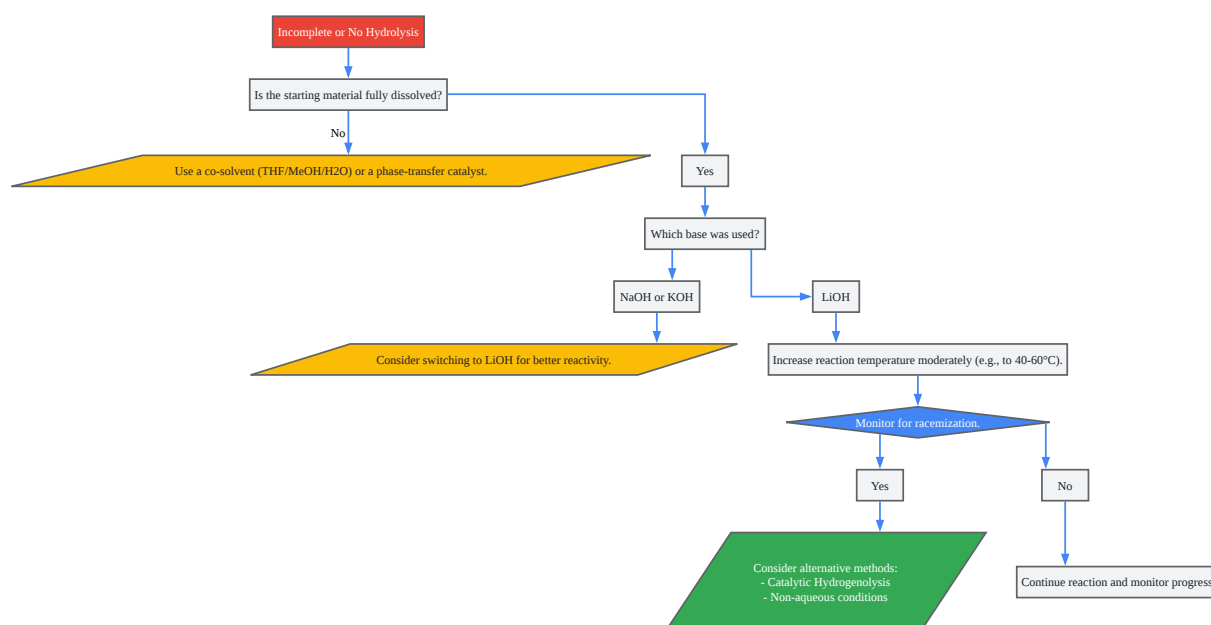 Incomplete or No Hydrolysis
Is the starting material fully dissolved?
No
Use a co-solvent (THF/MeOH/H2O) or a phase-transfer catalyst.
Yes
Which base was used?
NaOH or KOH
LiOH
Consider switching to LiOH for better reactivity.
Increase reaction temperature moderately (e.g., to 40-60°C).
Monitor for racemization.
Yes
No
Consider alternative methods:
- Catalytic Hydrogenolysis
- Non-aqueous conditions
Continue reaction and monitor progress